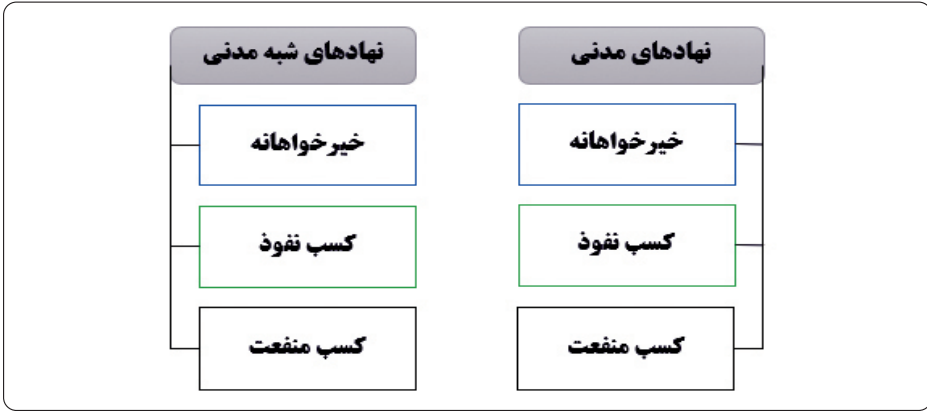 نهادهای مدنی
خیرخواهانه
کسب نفوذ
کسب منفعت
نهادهای شبه مدنی
خیرخواهانه
کسب نفوذ
کسب منفعت